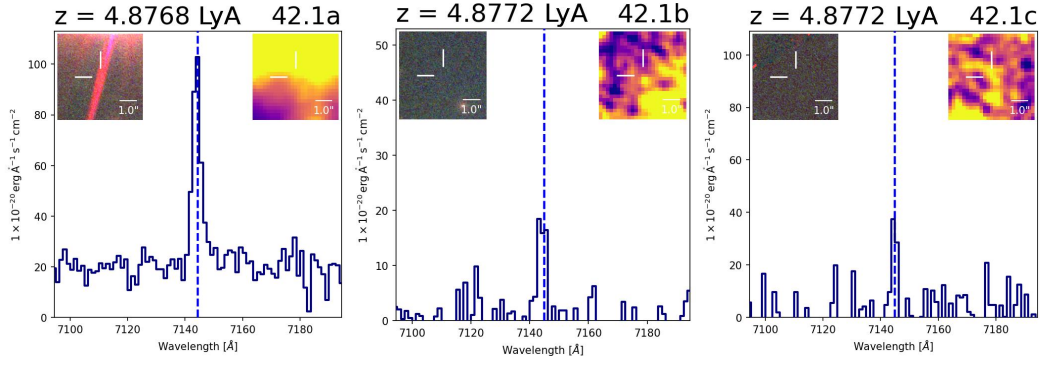 z = 4.8768 LyA 42.1a
1.0" 1.0"
100
80
60
40
20
0
7100 7120 7140 7160 7180
Wavelength [Å]
1 × 10⁻²⁰ erg Å⁻¹ s⁻¹ cm⁻²
z = 4.8772 LyA 42.1b
1.0" 1.0"
50
40
30
20
10
0
7100 7120 7140 7160 7180
Wavelength [Å]
1 × 10⁻²⁰ erg Å⁻¹ s⁻¹ cm⁻²
z = 4.8772 LyA 42.1c
1.0" 1.0"
100
80
60
40
20
0
7100 7120 7140 7160 7180
Wavelength [Å]
1 × 10⁻²⁰ erg Å⁻¹ s⁻¹ cm⁻²